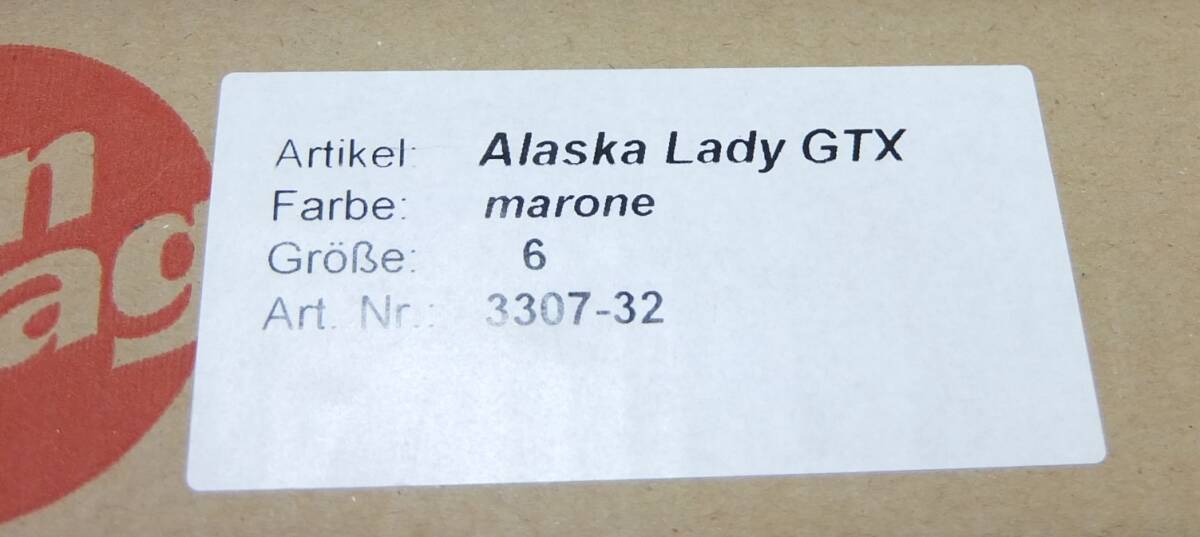 Artikel: Alaska Lady GTX
Farbe: marone
Größe: 6
Art. Nr.: 3307-32